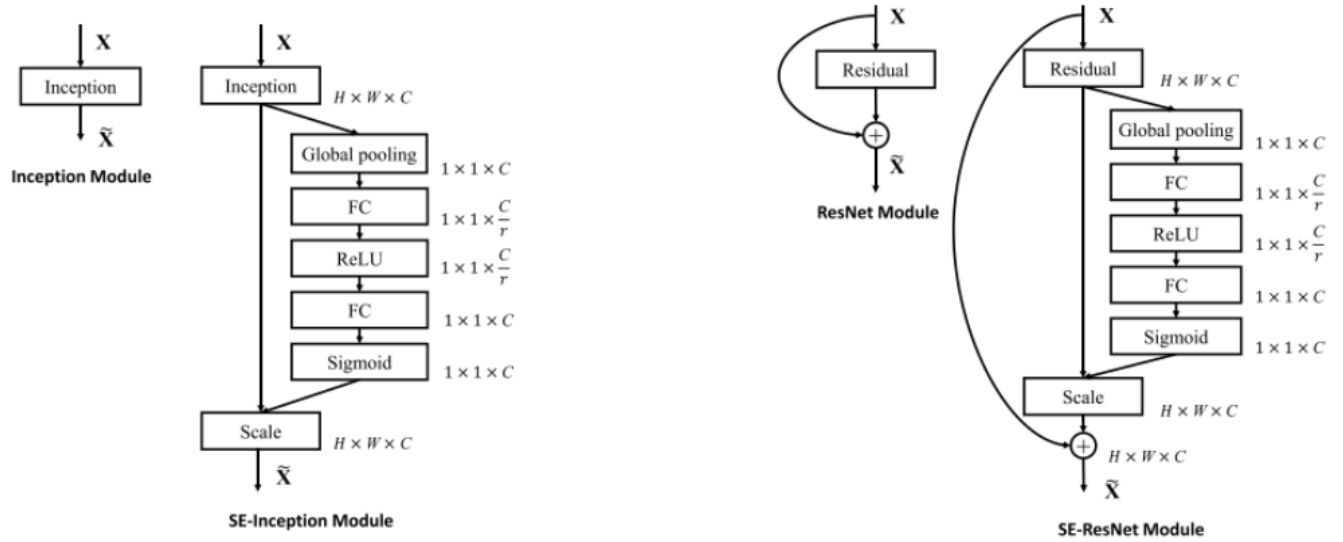 X
Inception
X̃
Inception Module
X
Inception
H × W × C
Global pooling
1 × 1 × C
FC
1 × 1 × C/r
ReLU
1 × 1 × C/r
FC
1 × 1 × C
Sigmoid
1 × 1 × C
Scale
H × W × C
X̃
SE-Inception Module
X
Residual
+
X̃
ResNet Module
X
Residual
H × W × C
Global pooling
1 × 1 × C
FC
1 × 1 × C/r
ReLU
1 × 1 × C/r
FC
1 × 1 × C
Sigmoid
1 × 1 × C
Scale
H × W × C
+
H × W × C
X̃
SE-ResNet Module